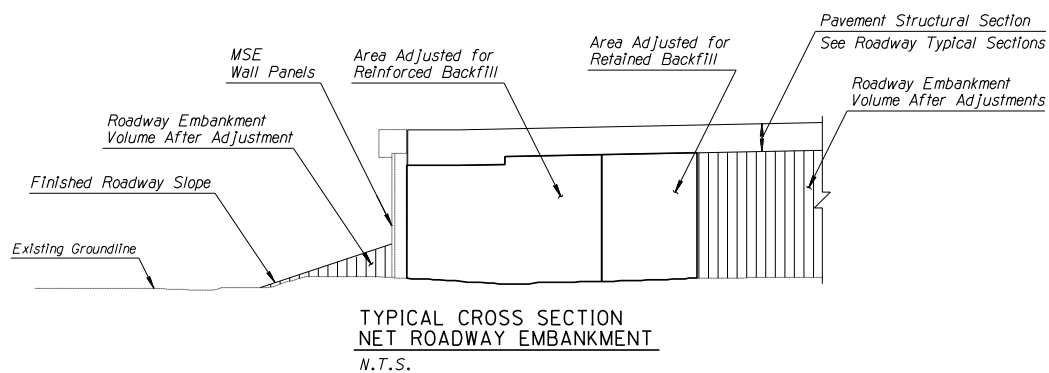 Pavement Structural Section
See Roadway Typical Sections
MSE
Wall Panels
Area Adjusted for
Reinforced Backfill
Area Adjusted for
Retained Backfill
Roadway Embankment
Volume After Adjustments
Roadway Embankment
Volume After Adjustment
Finished Roadway Slope
Existing Groundline
TYPICAL CROSS SECTION
NET ROADWAY EMBANKMENT
N.T.S.